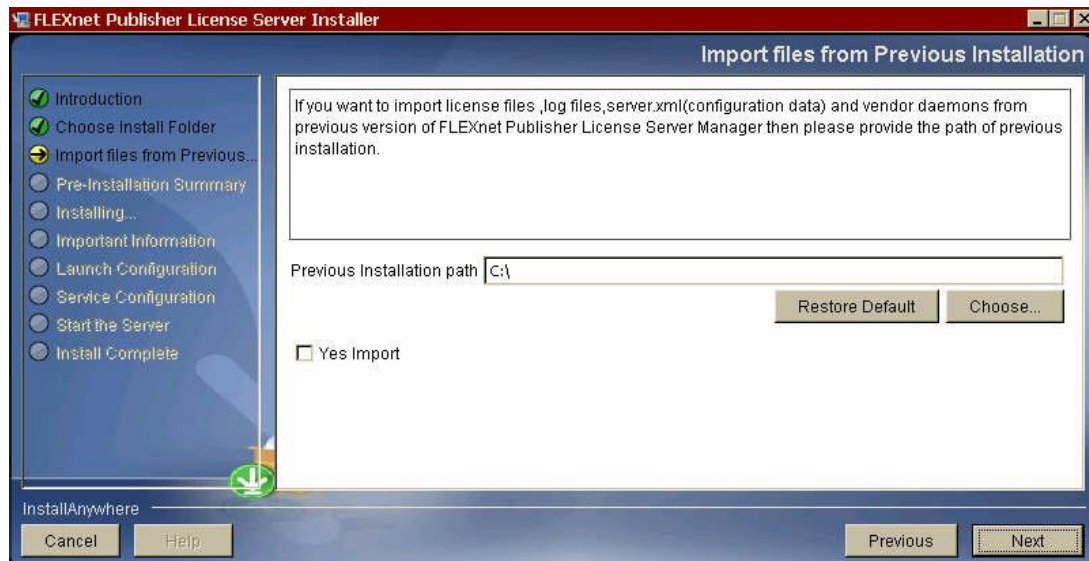 FLEXnet Publisher License Server Installer
Import files from Previous Installation
Introduction
Choose Install Folder
Import files from Previous...
Pre-Installation Summary
Installing...
Important Information
Launch Configuration
Service Configuration
Start the Server
Install Complete
If you want to import license files ,log files,server.xml(configuration data) and vendor daemons from
previous version of FLEXnet Publisher License Server Manager then please provide the path of previous
installation.
Previous Installation path C:\
Restore Default Choose...
Yes Import
InstallAnywhere
Cancel Help Previous Next